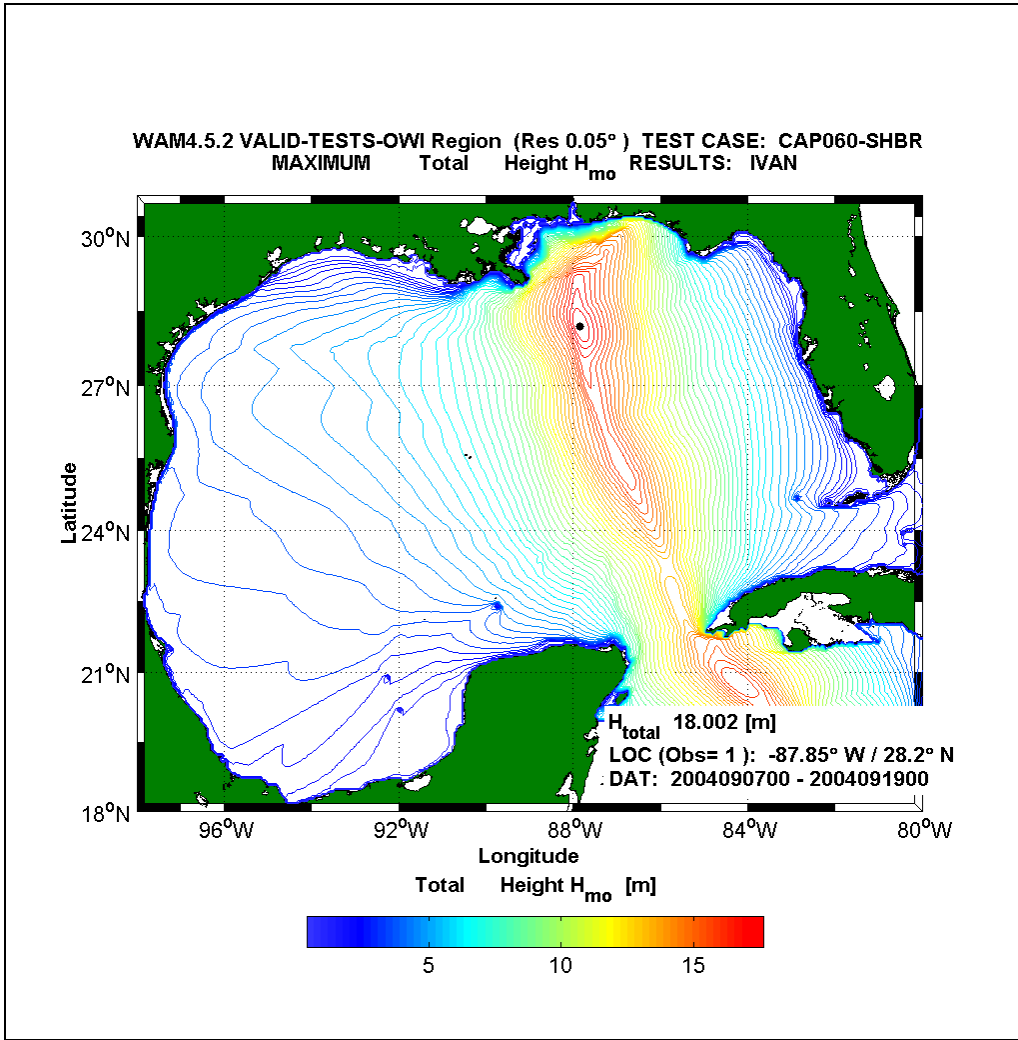 WAM4.5.2 VALID-TESTS-OWI Region (Res 0.05° ) TEST CASE: CAP060-SHBR
MAXIMUM Total Height Hmo RESULTS: IVAN
30°N
27°N
24°N
21°N
18°N
Latitude
Htotal 18.002 [m]
LOC (Obs= 1 ): -87.85° W / 28.2° N
DAT: 2004090700 - 2004091900
96°W 92°W 88°W 84°W 80°W
Longitude
Total Height Hmo [m]
5 10 15